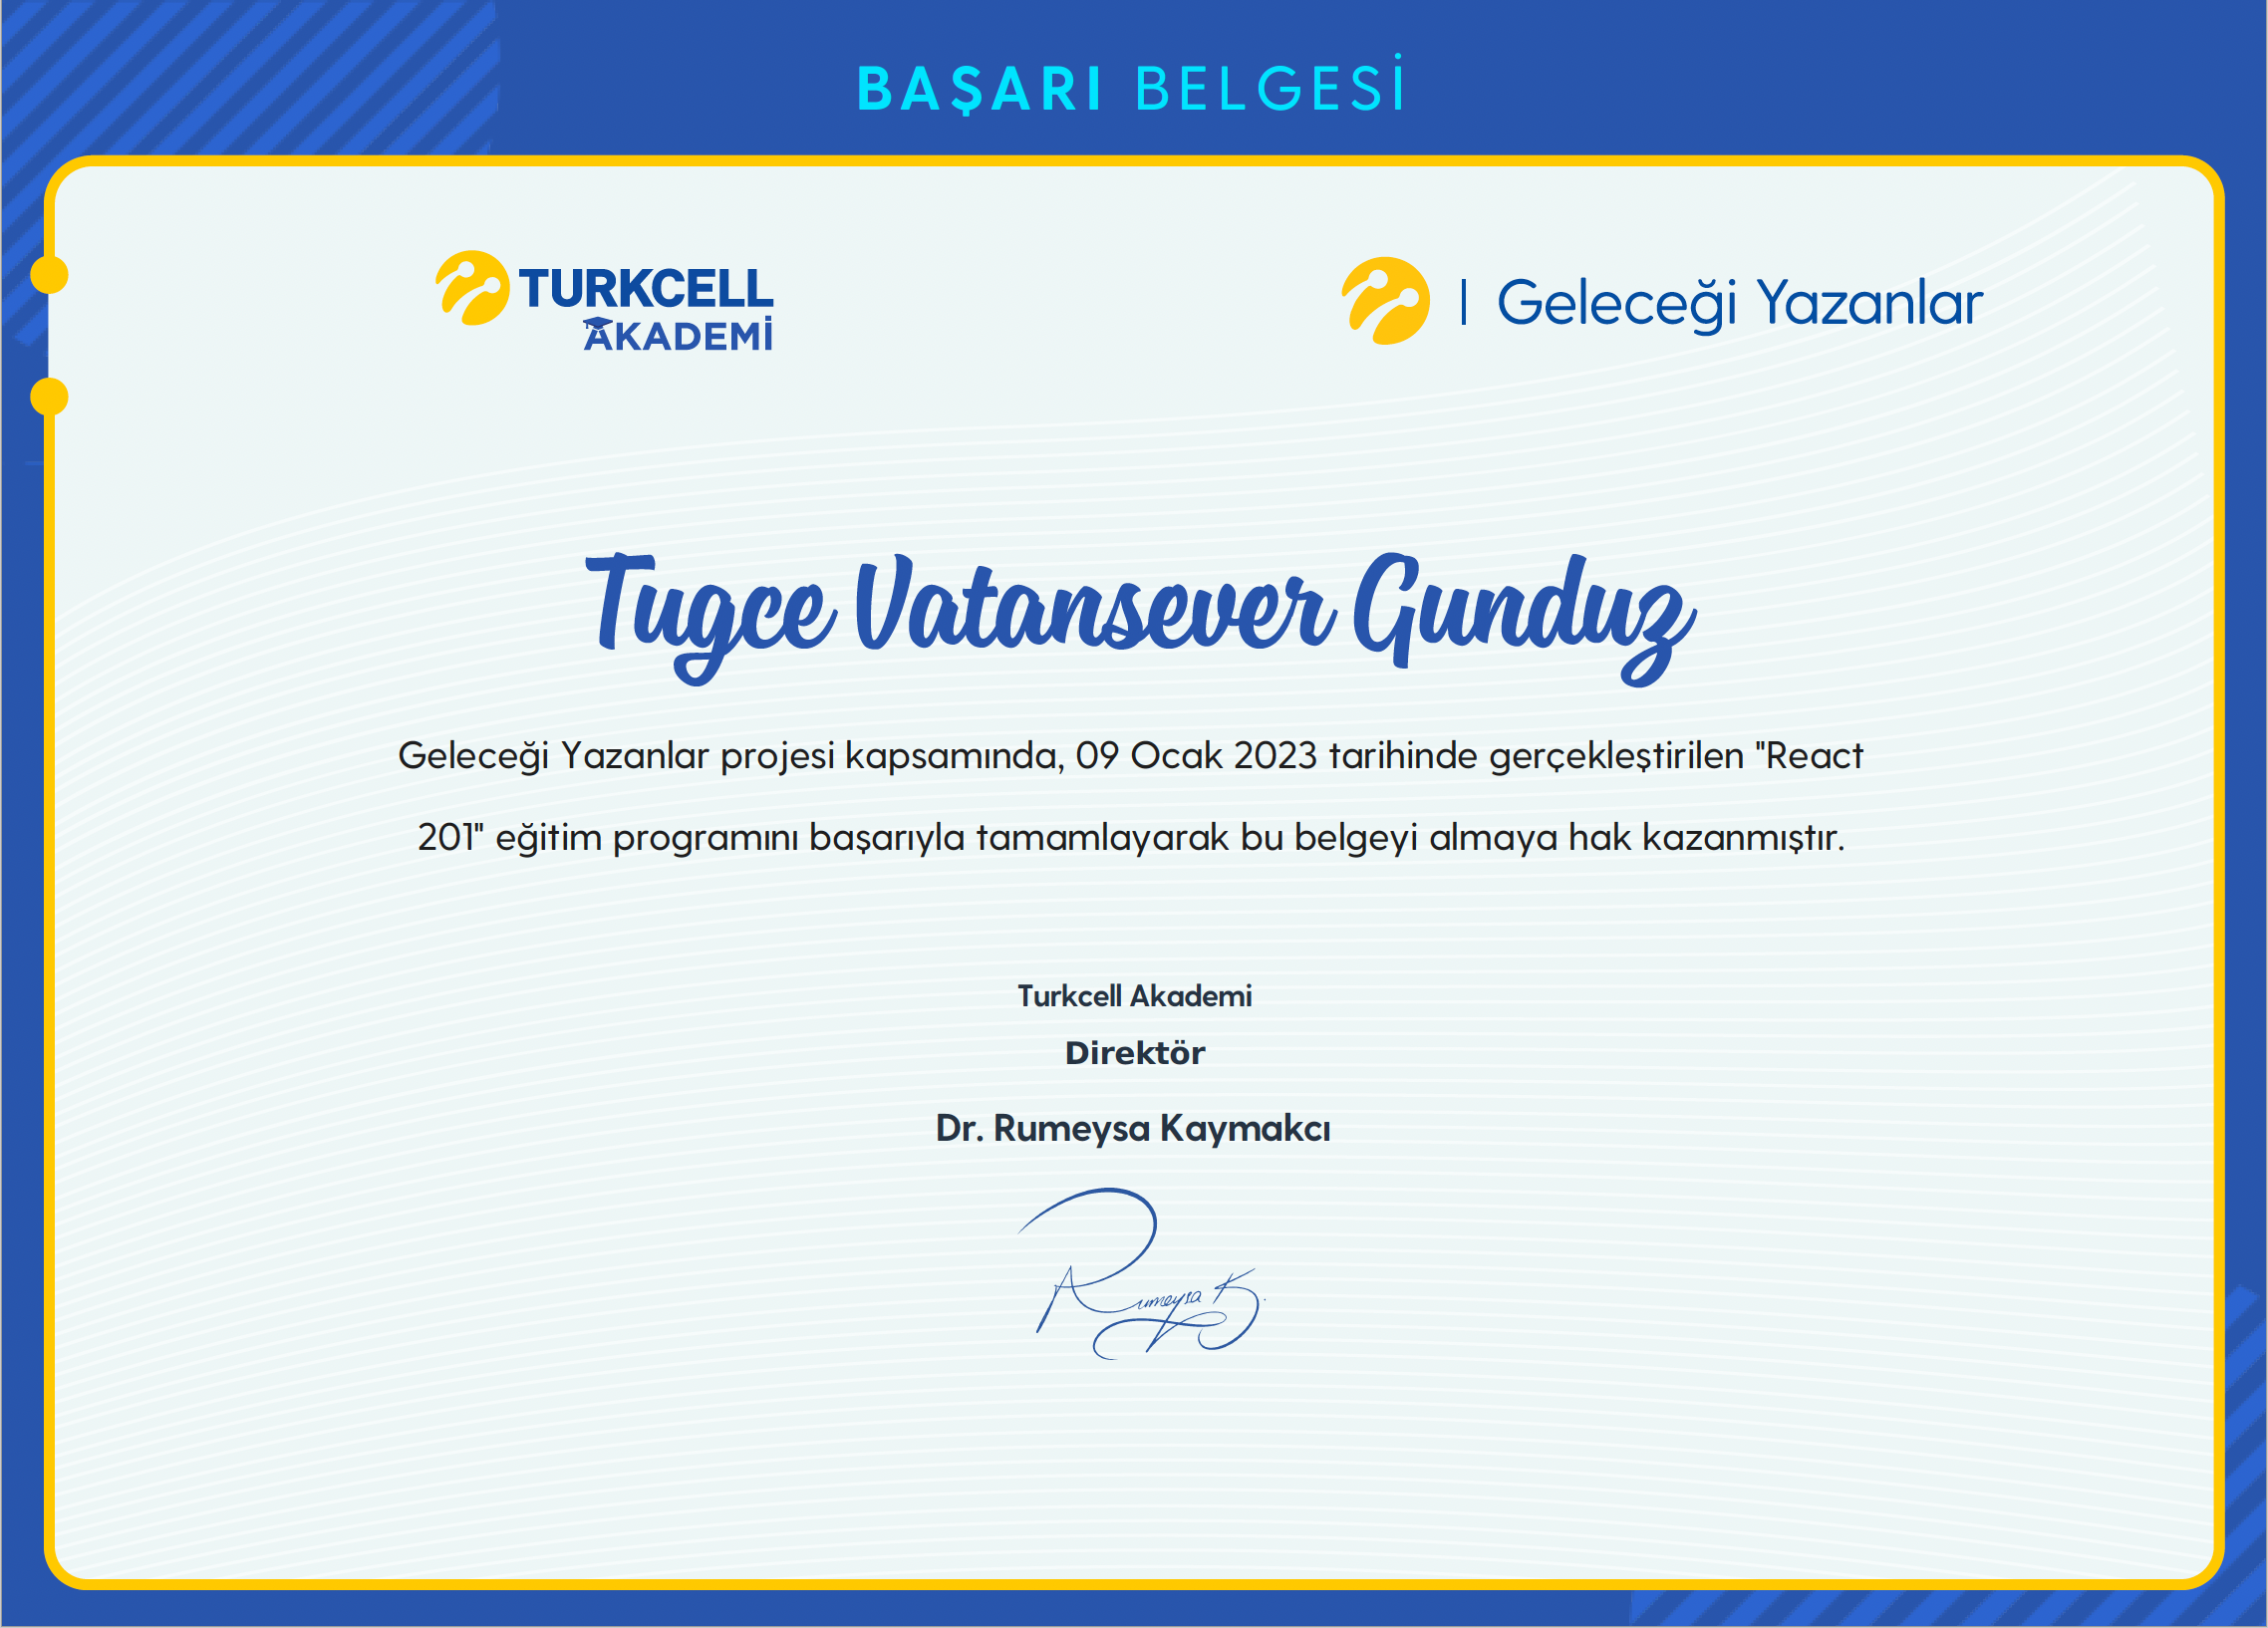 BAŞARI BELGESİ
TURKCELL
AKADEMİ
| Geleceği Yazanlar
Tugce Vatansever Gunduz
Geleceği Yazanlar projesi kapsamında, 09 Ocak 2023 tarihinde gerçekleştirilen "React
201" eğitim programını başarıyla tamamlayarak bu belgeyi almaya hak kazanmıştır.
Turkcell Akademi
Direktör
Dr. Rumeysa Kaymakcı
Rumeysa K.